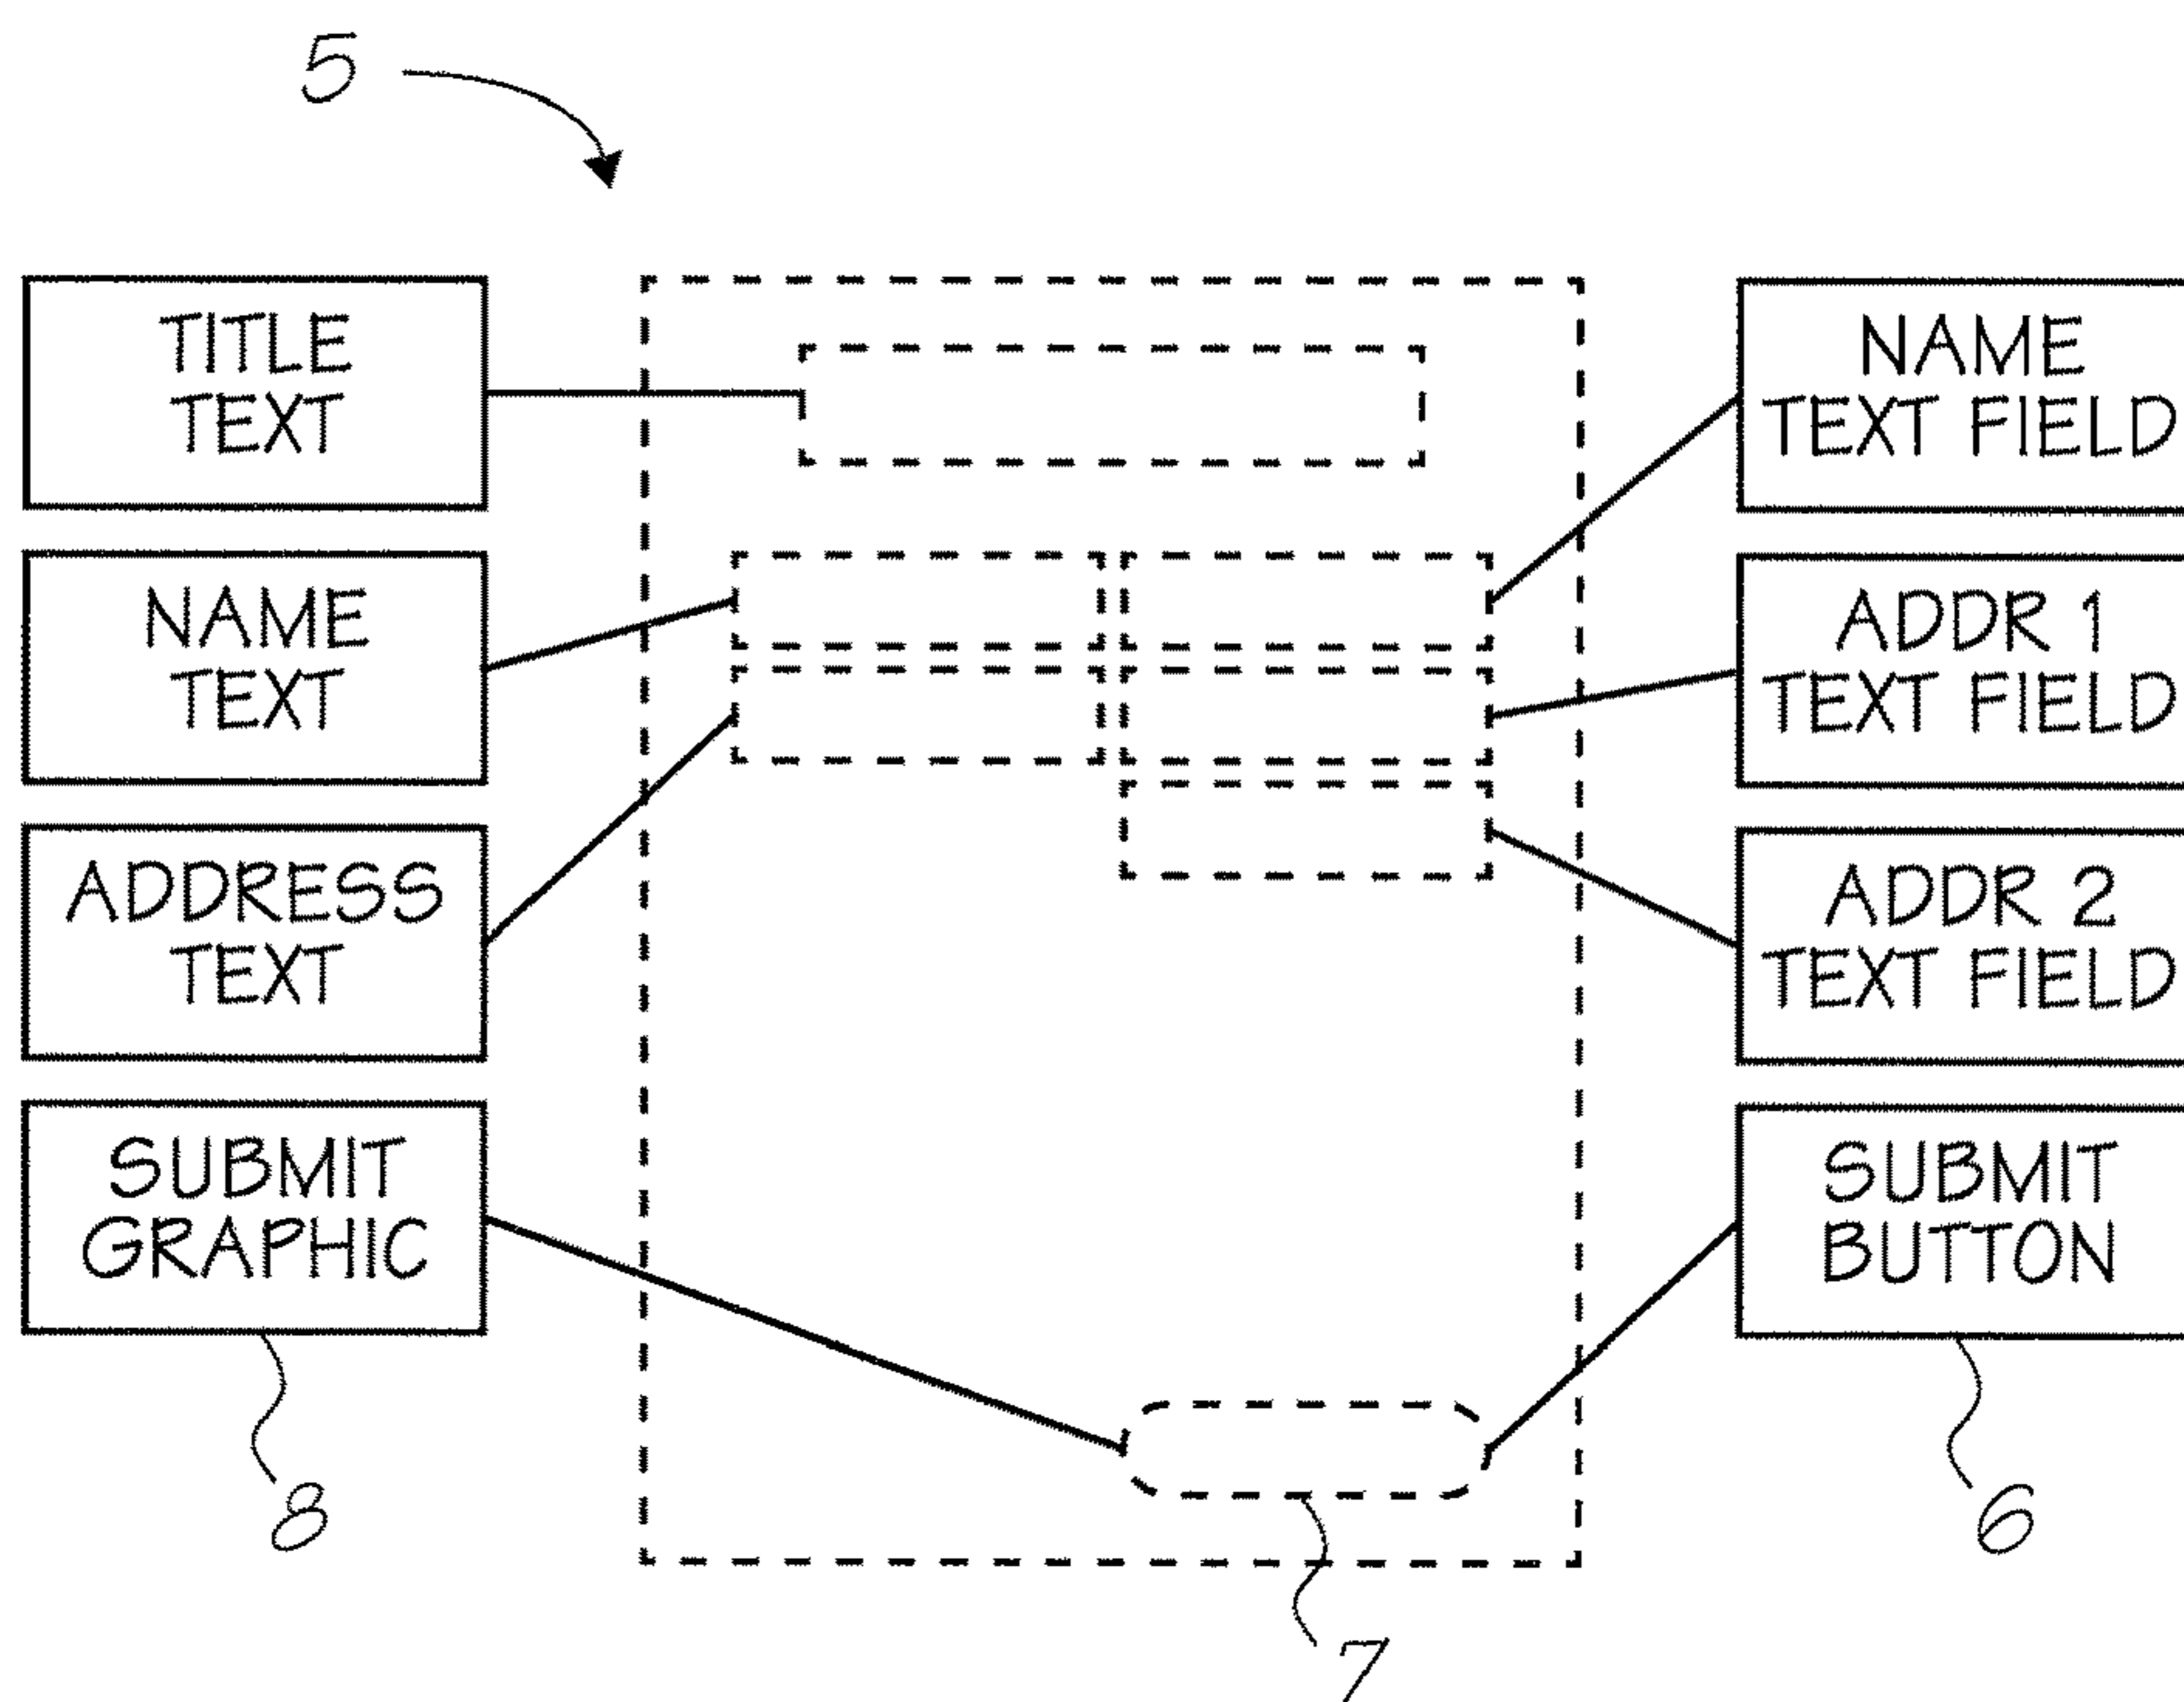 5
TITLE
TEXT
NAME
TEXT
ADDRESS
TEXT
SUBMIT
GRAPHIC
8
NAME
TEXT FIELD
ADDR 1
TEXT FIELD
ADDR 2
TEXT FIELD
SUBMIT
BUTTON
6
7